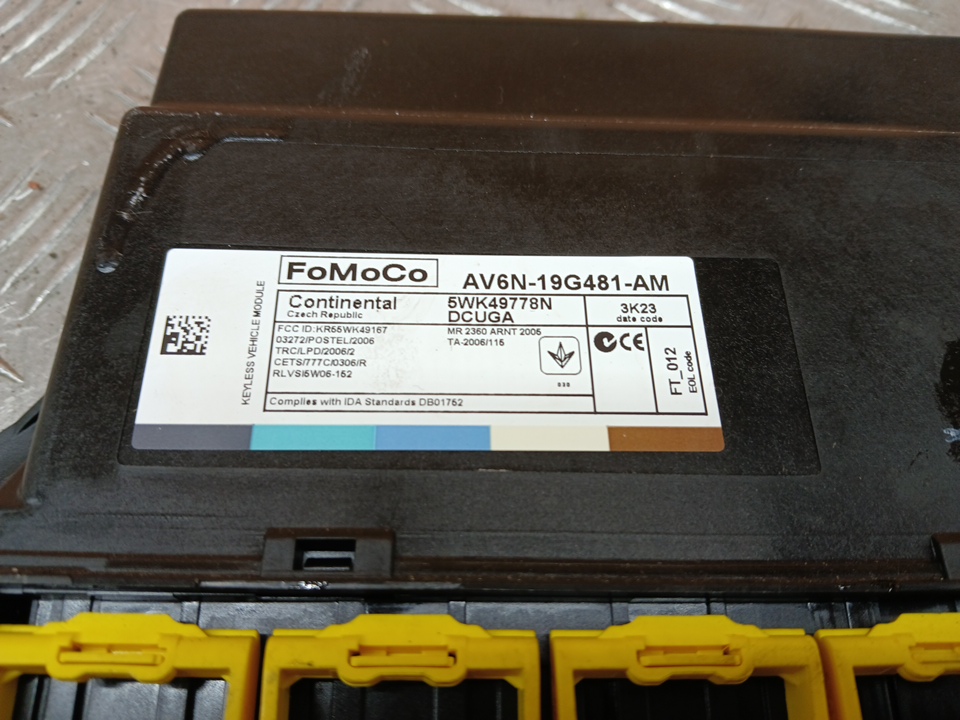 FoMoCo
AV6N-19G481-AM
Continental
Czech Republic
5WK49778N
DCUGA
3K23
date code
KEYLESS VEHICLE MODULE
FCC ID:KR55WK49167
03272/POSTEL/2006
TRC/LPD/2006/2
CETS/777C/0306/R
RLVSI5W06-152
MR 2360 ARNT 2005
TA-2006/115
FT_012
EOL code
Complies with IDA Standards DB01752